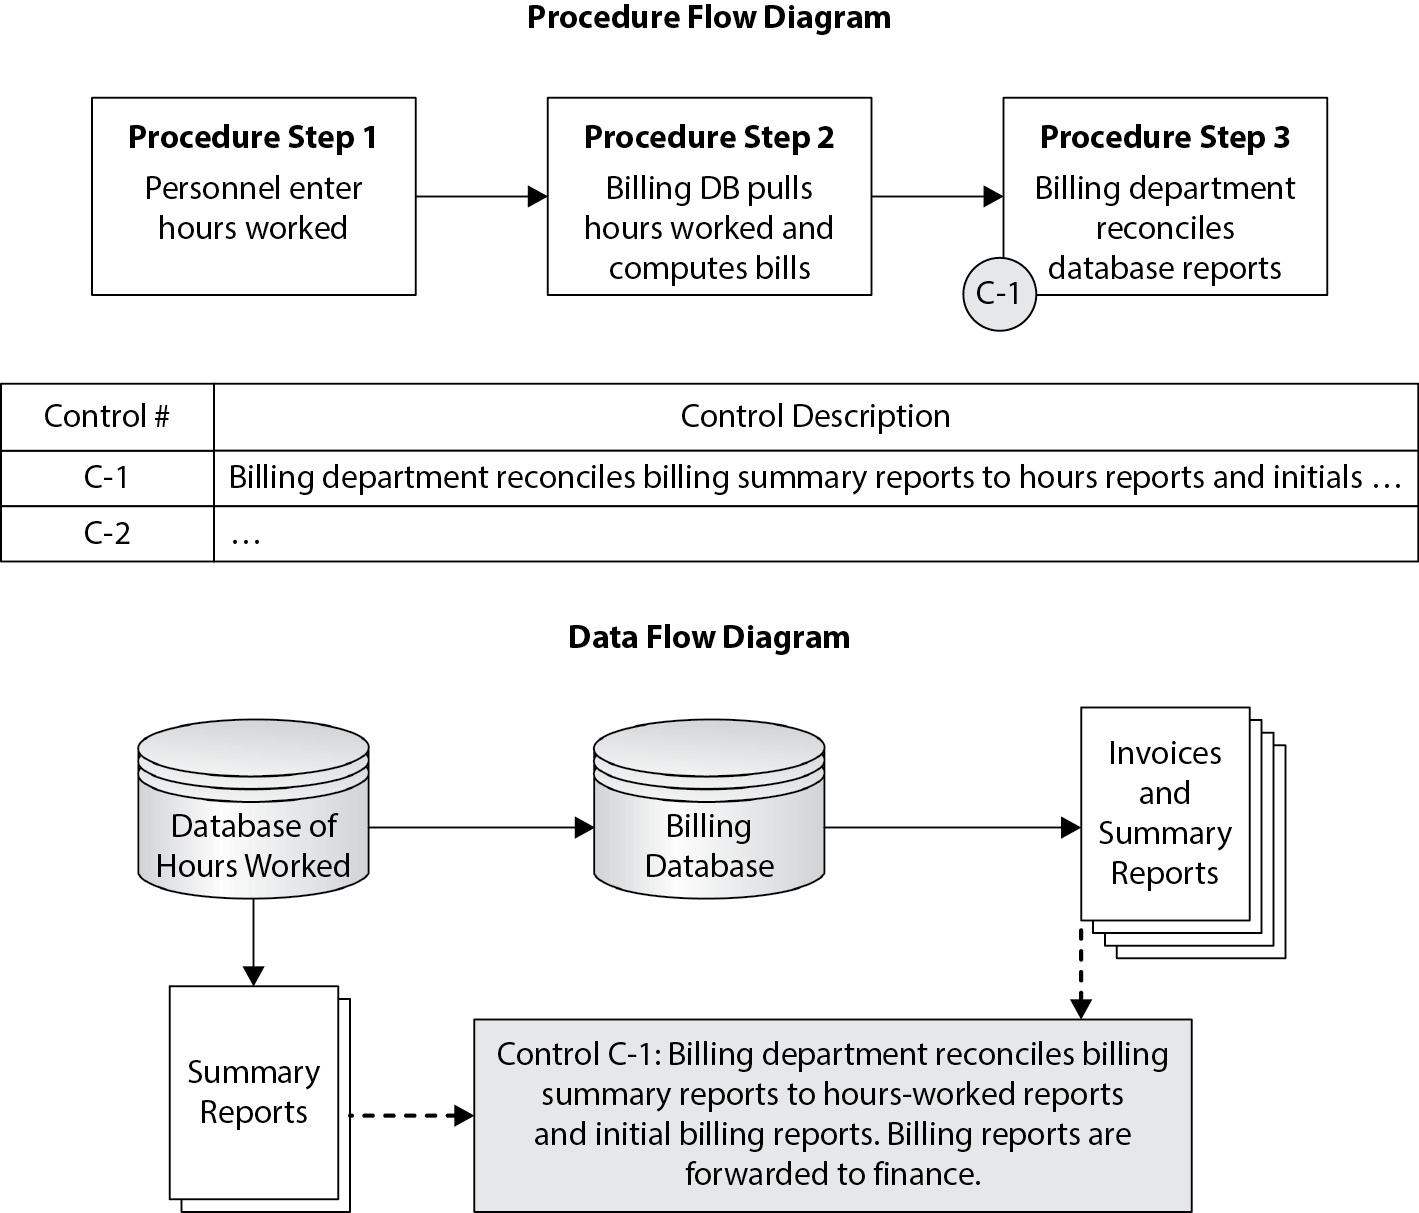 Procedure Flow Diagram
Procedure Step 1
Personnel enter
hours worked
Procedure Step 2
Billing DB pulls
hours worked and
computes bills
Procedure Step 3
Billing department
reconciles
database reports
C-1
Control #
Control Description
C-1
Billing department reconciles billing summary reports to hours reports and initials …
C-2
…
Data Flow Diagram
Database of
Hours Worked
Billing
Database
Invoices
and
Summary
Reports
Summary
Reports
Control C-1: Billing department reconciles billing
summary reports to hours-worked reports
and initial billing reports. Billing reports are
forwarded to finance.